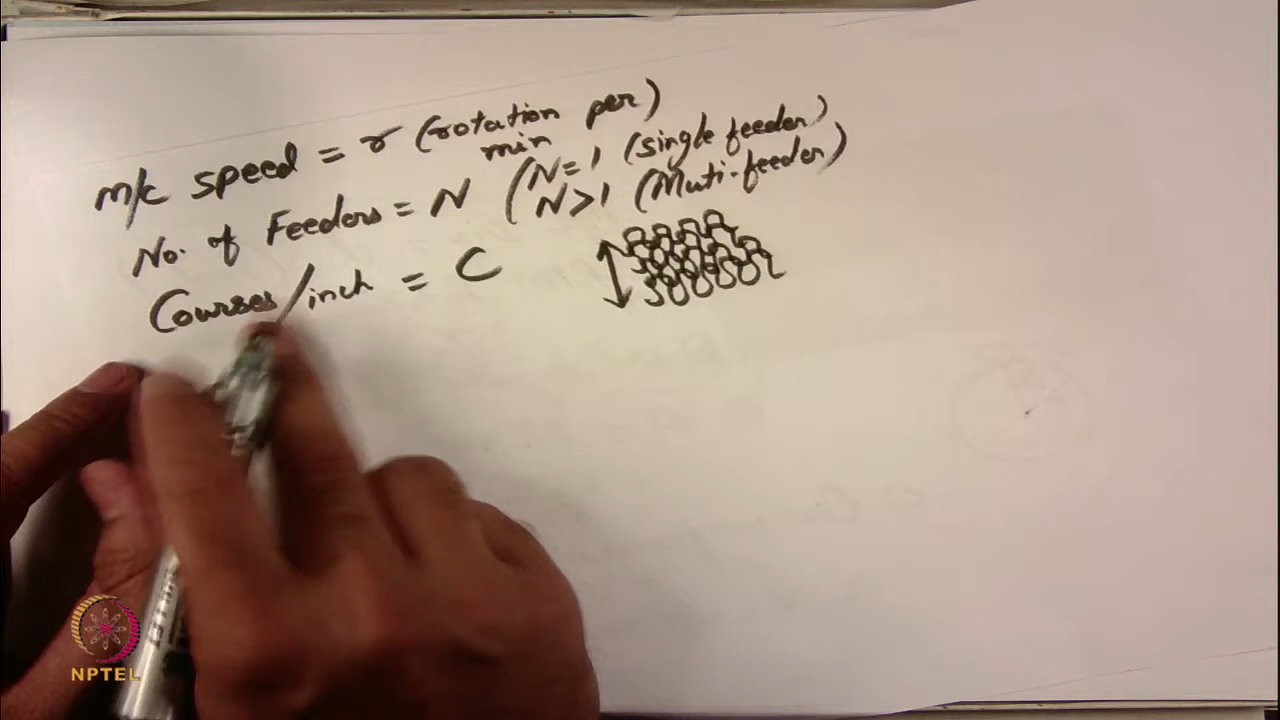 m/c speed = r (rotation per min)
No. of Feeders = N (N=1 (single feeder)
N>1 (Muti-feeder)
Courses/inch = C
NPTEL